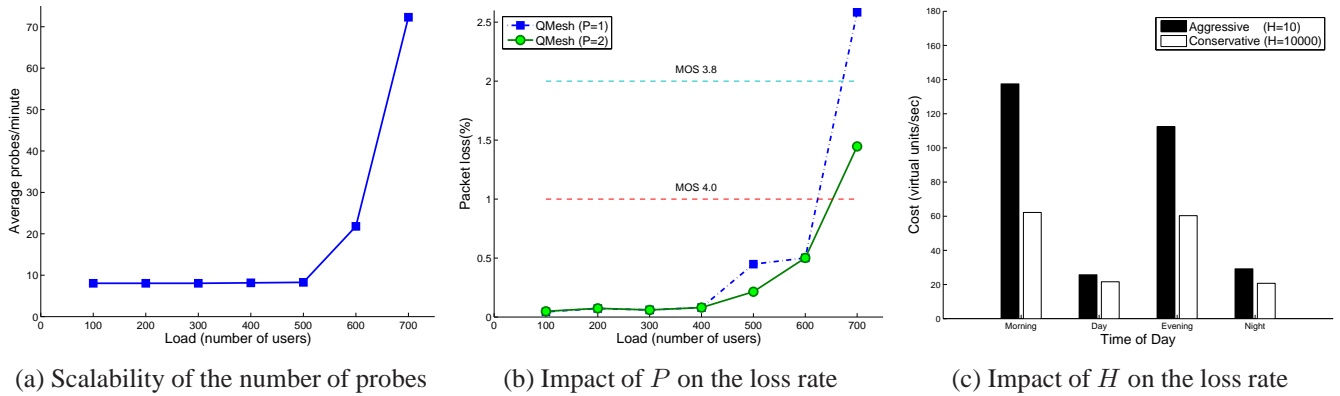 70
60
50
40
30
20
10
0
0 100 200 300 400 500 600 700
Average probes/minute
Load (number of users)
(a) Scalability of the number of probes
2.5
2
1.5
1
0.5
0
0 100 200 300 400 500 600 700
Packet loss(%)
QMesh (P=1)
QMesh (P=2)
MOS 3.8
MOS 4.0
Load (number of users)
(b) Impact of P on the loss rate
180
160
140
120
100
80
60
40
20
0
Cost (virtual units/sec)
Aggressive (H=10)
Conservative (H=10000)
Morning Day Evening Night
Time of Day
(c) Impact of H on the loss rate